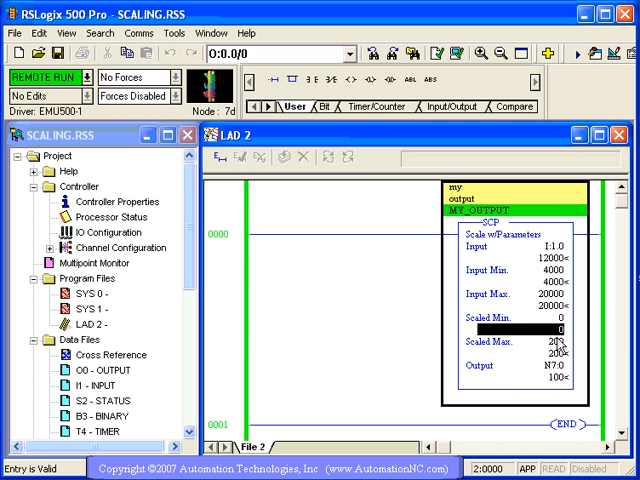 RSLogix 500 Pro - SCALING.RSS
File Edit View Search Comms Tools Window Help
O:0.0/0
REMOTE RUN No Forces
No Edits Forces Disabled
Driver: EMU500-1 Node : 7d
ABL ABS
User Bit Timer/Counter Input/Output Compare
SCALING.RSS
Project
Help
Controller
Controller Properties
Processor Status
IO Configuration
Channel Configuration
Multipoint Monitor
Program Files
SYS 0 -
SYS 1 -
LAD 2 -
Data Files
Cross Reference
O0 - OUTPUT
I1 - INPUT
S2 - STATUS
B3 - BINARY
T4 - TIMER
LAD 2
my
output
MY_OUTPUT
SCP
0000
Scale w/Parameters
Input I:1.0
12000<
Input Min. 4000
4000<
Input Max. 20000
20000<
Scaled Min. 0
0
Scaled Max.
200<
Output N7:0
100<
0001
END
File 2
Entry is Valid
Copyright ©2007 Automation Technologies, Inc (www.AutomationNC.com)
2:0000 APP READ Disabled